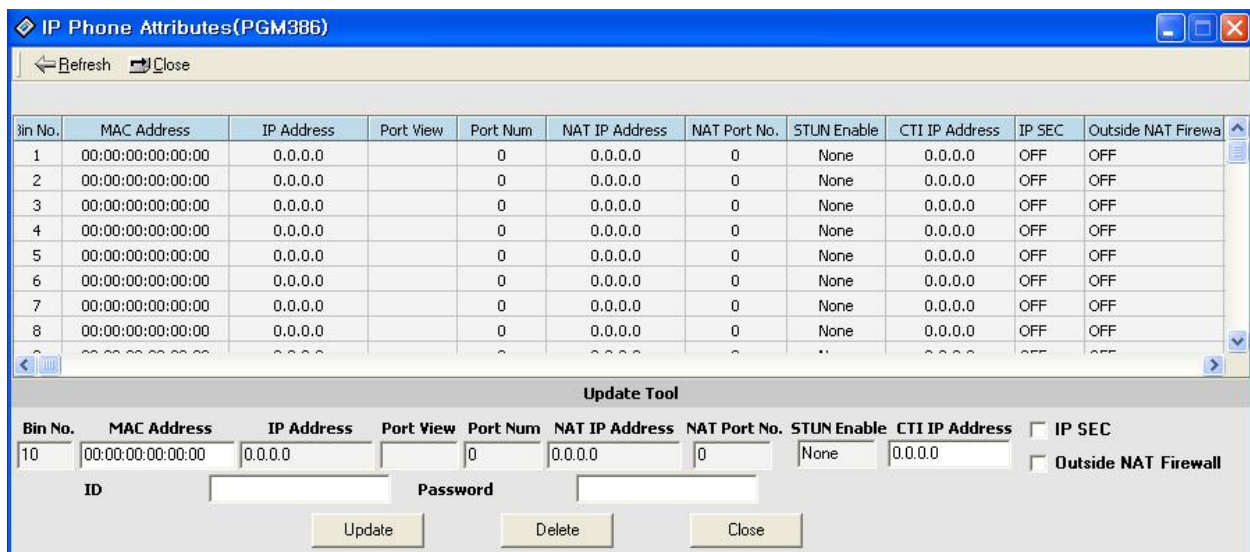 IP Phone Attributes(PGM386)
Refresh Close
Bin No. MAC Address IP Address Port View Port Num NAT IP Address NAT Port No. STUN Enable CTI IP Address IP SEC Outside NAT Firewa
1 00:00:00:00:00:00 0.0.0.0 0 0.0.0.0 0 None 0.0.0.0 OFF OFF
2 00:00:00:00:00:00 0.0.0.0 0 0.0.0.0 0 None 0.0.0.0 OFF OFF
3 00:00:00:00:00:00 0.0.0.0 0 0.0.0.0 0 None 0.0.0.0 OFF OFF
4 00:00:00:00:00:00 0.0.0.0 0 0.0.0.0 0 None 0.0.0.0 OFF OFF
5 00:00:00:00:00:00 0.0.0.0 0 0.0.0.0 0 None 0.0.0.0 OFF OFF
6 00:00:00:00:00:00 0.0.0.0 0 0.0.0.0 0 None 0.0.0.0 OFF OFF
7 00:00:00:00:00:00 0.0.0.0 0 0.0.0.0 0 None 0.0.0.0 OFF OFF
8 00:00:00:00:00:00 0.0.0.0 0 0.0.0.0 0 None 0.0.0.0 OFF OFF
Update Tool
Bin No. MAC Address IP Address Port View Port Num NAT IP Address NAT Port No. STUN Enable CTI IP Address IP SEC
10 00:00:00:00:00:00 0.0.0.0 0 0.0.0.0 0 None 0.0.0.0 Outside NAT Firewall
ID Password
Update Delete Close